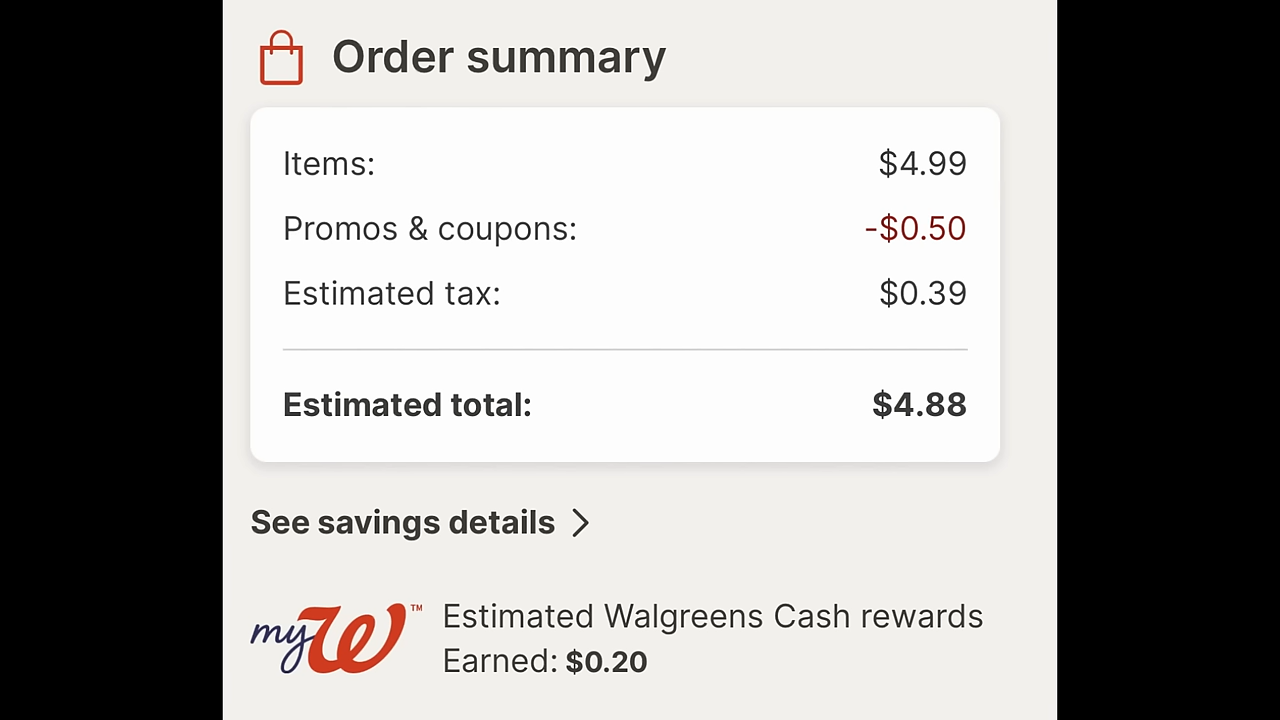 Order summary
Items: $4.99
Promos & coupons: -$0.50
Estimated tax: $0.39
Estimated total: $4.88
See savings details
myW™ Estimated Walgreens Cash rewards
Earned: $0.20